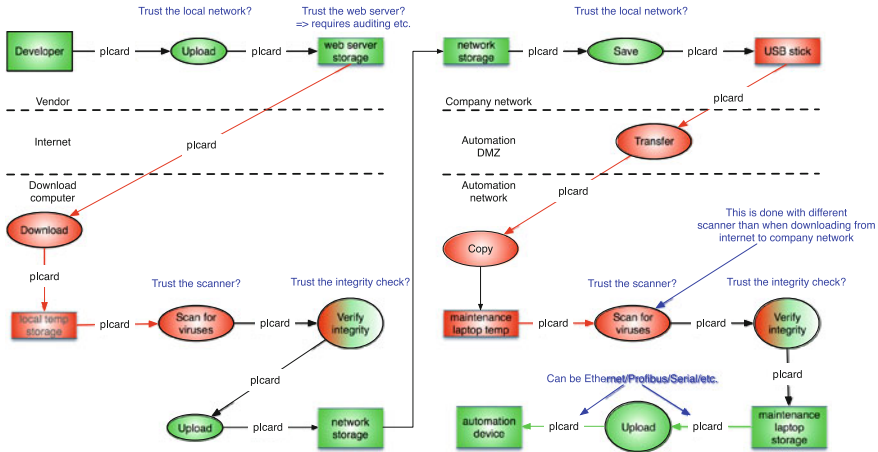 Trust the local network?
Trust the web server?
=> requires auditing etc.
Developer
plcard
Upload
plcard
web server
storage
Vendor
Internet
plcard
Download
computer
Download
plcard
local temp
storage
plcard
Trust the scanner?
Scan for
viruses
plcard
Trust the integrity check?
Verify
integrity
plcard
Upload
plcard
network
storage
Trust the local network?
network
storage
plcard
Save
plcard
USB stick
plcard
Company network
Automation
DMZ
Transfer
plcard
Automation
network
Copy
This is done with different
scanner than when downloading from
internet to company network
maintenance
laptop temp
plcard
Trust the scanner?
Scan for
viruses
plcard
Trust the integrity check?
Verify
integrity
plcard
Can be Ethernet/Profibus/Serial/etc.
automation
device
plcard
Upload
plcard
maintenance
laptop
storage